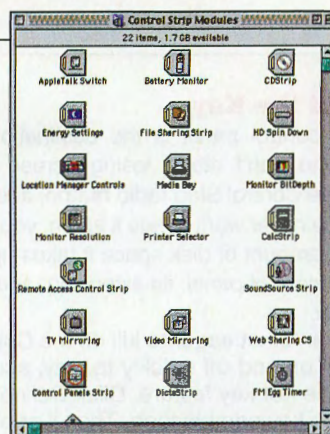 Control Strip Modules
22 items, 1.7 GB available
AppleTalk Switch Battery Monitor CDStrip
Energy Settings File Sharing Strip HD Spin Down
Location Manager Controls Media Bay Monitor BitDepth
Monitor Resolution Printer Selector CalcStrip
Remote Access Control Strip SoundSource Strip
TV Mirroring Video Mirroring Web Sharing CS
Control Panels Strip DictaStrip FM Egg Timer